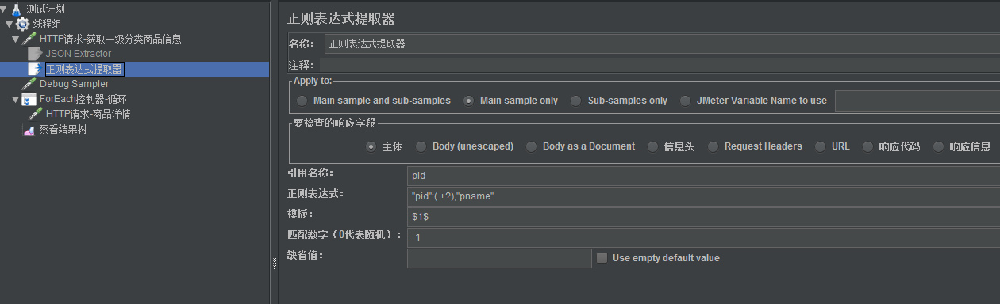 测试计划
线程组
HTTP请求-获取一级分类商品信息
JSON Extractor
正则表达式提取器
Debug Sampler
ForEach控制器-循环
HTTP请求-商品详情
察看结果树
正则表达式提取器
名称： 正则表达式提取器
注释：
Apply to:
Main sample and sub-samples Main sample only Sub-samples only JMeter Variable Name to use
要检查的响应字段
主体 Body (unescaped) Body as a Document 信息头 Request Headers URL 响应代码 响应信息
引用名称： pid
正则表达式： "pid":(.+?),"pname"
模板： $1$
匹配数字（0代表随机）： -1
缺省值： Use empty default value